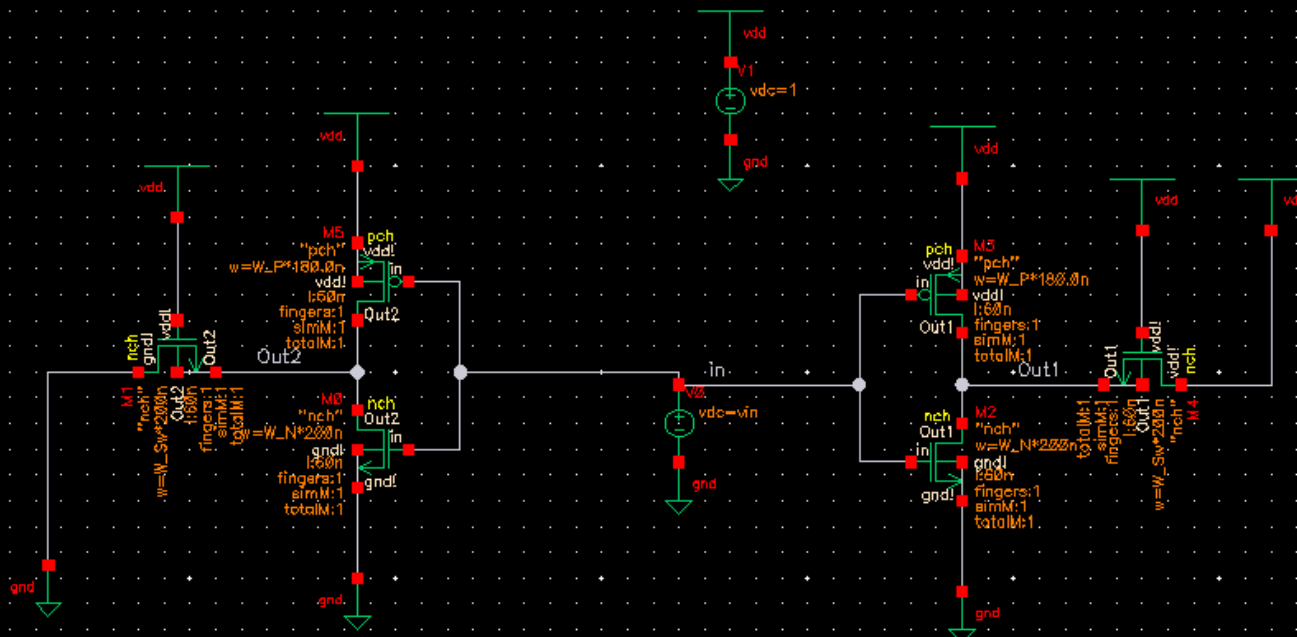 vdd
V1
vdc=1
gnd
vdd
vdd
M5
pch
"pch"
vdd!
w=W_P*180.0n
in
vdd!
l:60n
fingers:1
Out2
simM:1
totalM:1
vdd!
nch
gnd!
Out2
Out2
M1
"nch"
w=W_Sw*200n
Out2
l:60n
fingers:1
simM:1
totalM:1
M0
nch
"nch"
Out2
w=W_N*200n
in
gnd!
l:60n
fingers:1
gnd!
simM:1
totalM:1
gnd
gnd
in
V0
vdc=vin
gnd
vdd
M3
pch
"pch"
vdd!
w=W_P*180.0n
in
vdd!
l:60n
Out1
fingers:1
simM:1
totalM:1
Out1
M2
nch
"nch"
Out1
w=W_N*200n
in
gnd!
l:60n
gnd!
fingers:1
simM:1
totalM:1
gnd
vdd
vdd!
Out1
vdd!
nch
M4
"nch"
w=W_Sw*200n
Out1
l:60n
fingers:1
simM:1
totalM:1